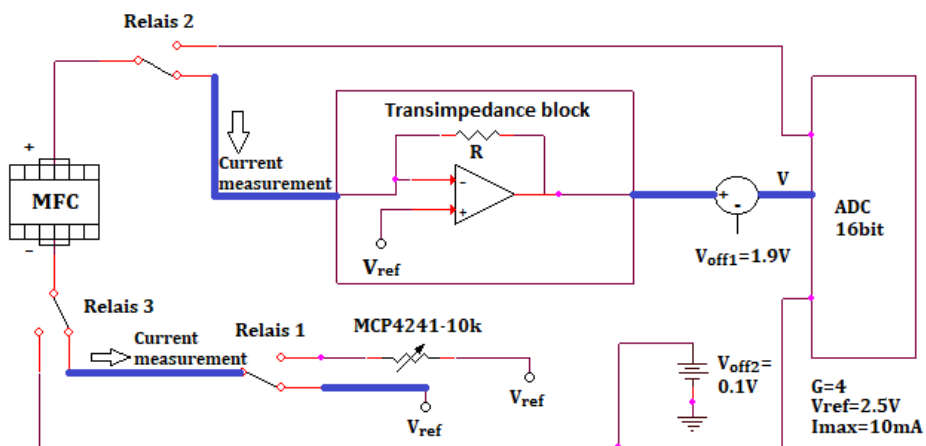 Relais 2
Transimpedance block
R
+
Current
measurement
-
+
V
MFC
+
-
ADC
16bit
Vref
Voff1=1.9V
–
Relais 3
Relais 1
MCP4241-10k
Current
measurement
Voff2=
0.1V
Vref
Vref
G=4
Vref=2.5V
Imax=10mA